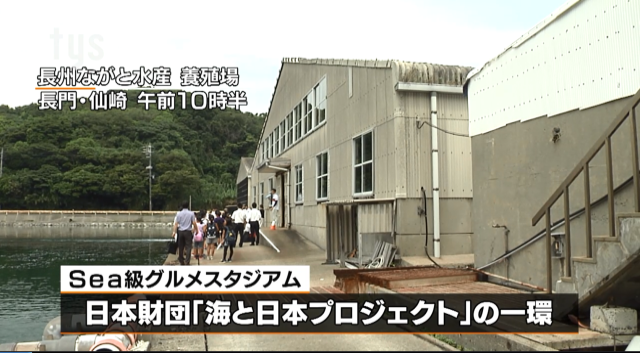 tys
長州ながと水産 養殖場
長門・仙崎 午前10時半
Sea級グルメスタジアム
日本財団「海と日本プロジェクト」の一環